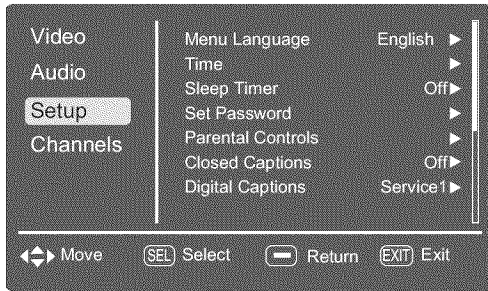 Video
Audio
Setup
Channels
Menu Language English
Time
Sleep Timer Off
Set Password
Parental Controls
Closed Captions Off
Digital Captions Service1
Move SEL Select Return EXIT Exit